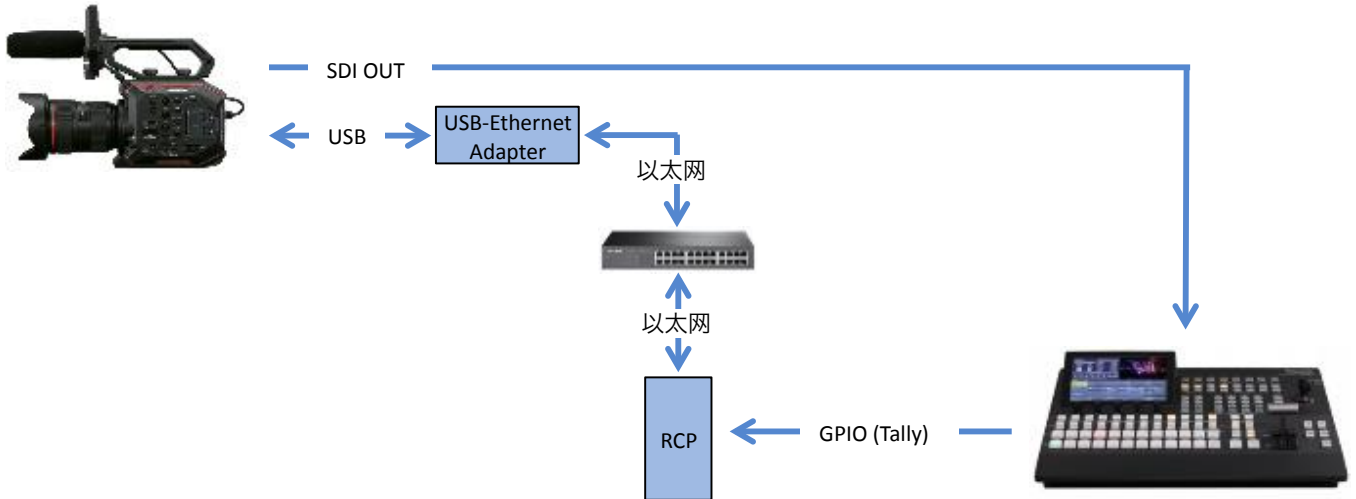 SDI OUT
USB
USB-Ethernet
Adapter
以太网
以太网
RCP
GPIO (Tally)